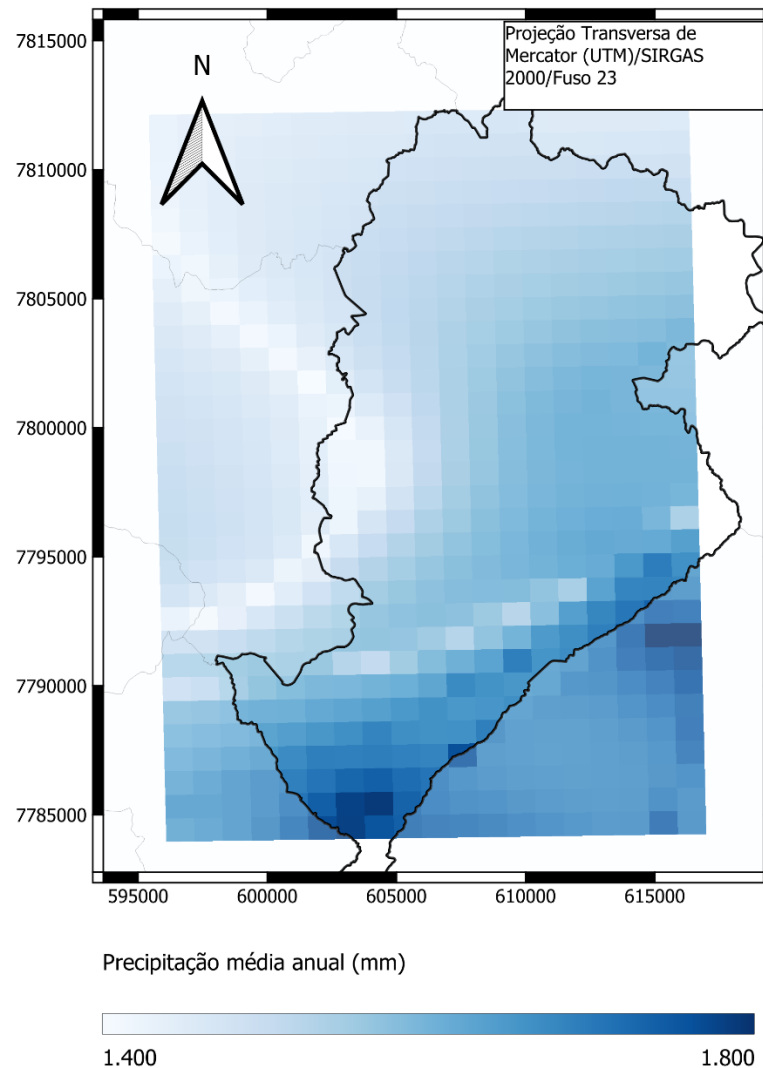 7815000
Projeção Transversa de
Mercator (UTM)/SIRGAS
2000/Fuso 23
N
7810000
7805000
7800000
7795000
7790000
7785000
595000 600000 605000 610000 615000
Precipitação média anual (mm)
1.400 1.800